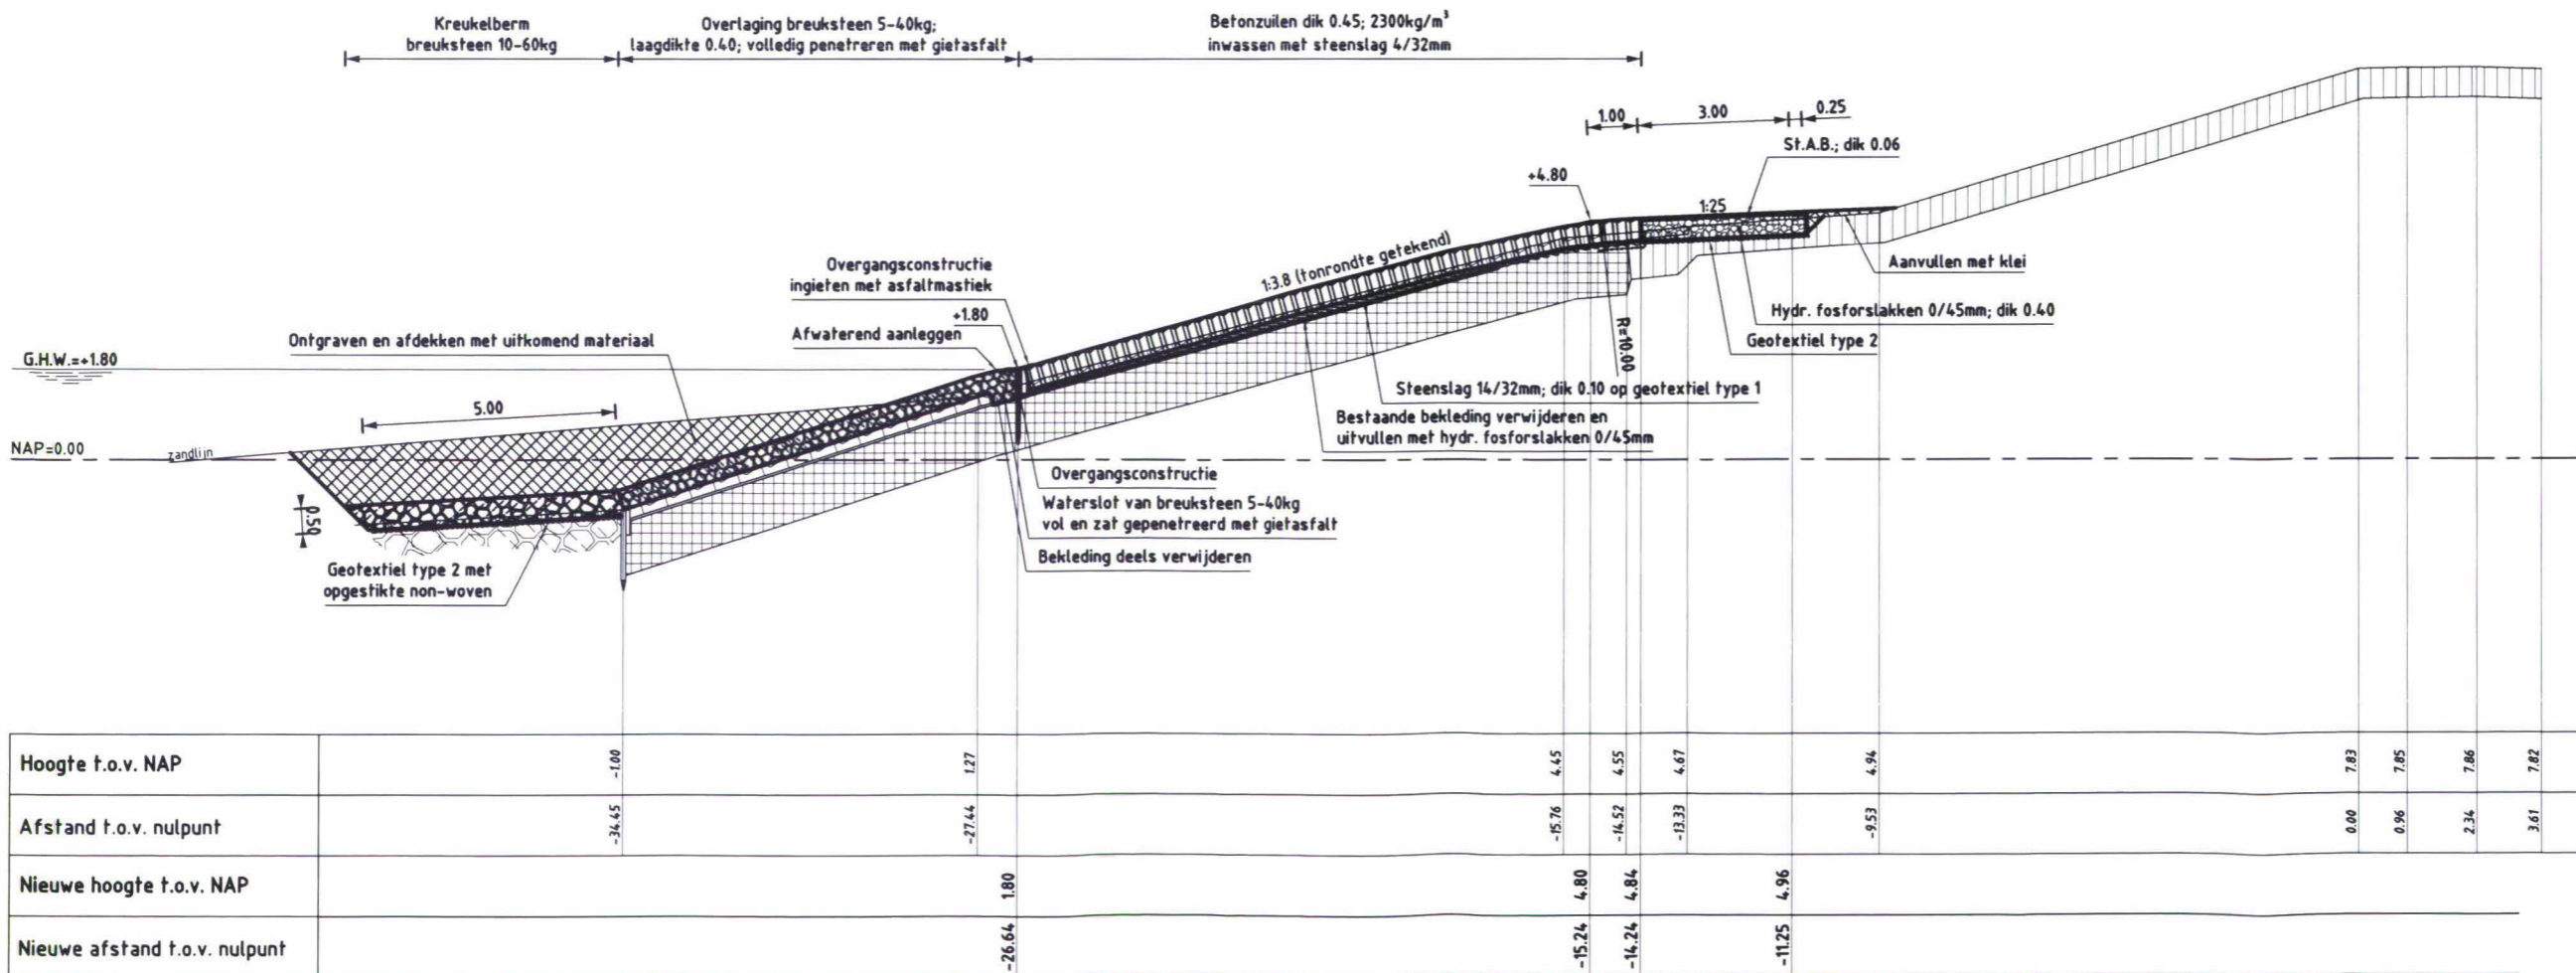 Kreukelberm
breuksteen 10-60kg
Overlaging breuksteen 5-40kg;
laagdikte 0.40; volledig penetreren met gietasfalt
Betonzuilen dik 0.45; 2300kg/m³
inwassen met steenslag 4/32mm
1.00
3.00
0.25
St.A.B.; dik 0.06
+4.80
1:25
1:3.8 (tonrondte getekend)
Aanvullen met klei
Overgangsconstructie
ingieten met asfaltmastiek
+1.80
Afwaterend aanleggen
Hydr. fosforslakken 0/45mm; dik 0.40
Geotextiel type 2
R=10.00
Ontgraven en afdekken met uitkomend materiaal
G.H.W.=+1.80
Steenslag 14/32mm; dik 0.10 op geotextiel type 1
5.00
Bestaande bekleding verwijderen en
uitvullen met hydr. fosforslakken 0/45mm
NAP=0.00
zandlijn
Overgangsconstructie
0.50
Waterslot van breuksteen 5-40kg
vol en zat gepenetreerd met gietasfalt
Bekleding deels verwijderen
Geotextiel type 2 met
opgestikte non-woven
Hoogte t.o.v. NAP -1.00 1.27 4.45 4.55 4.67 4.94 7.83 7.85 7.86 7.82
Afstand t.o.v. nulpunt -34.45 -27.44 -15.76 -14.52 -13.33 -9.53 0.00 0.96 2.34 3.61
Nieuwe hoogte t.o.v. NAP 1.80 4.80 4.84 4.96
Nieuwe afstand t.o.v. nulpunt -26.64 -15.24 -14.24 -11.25